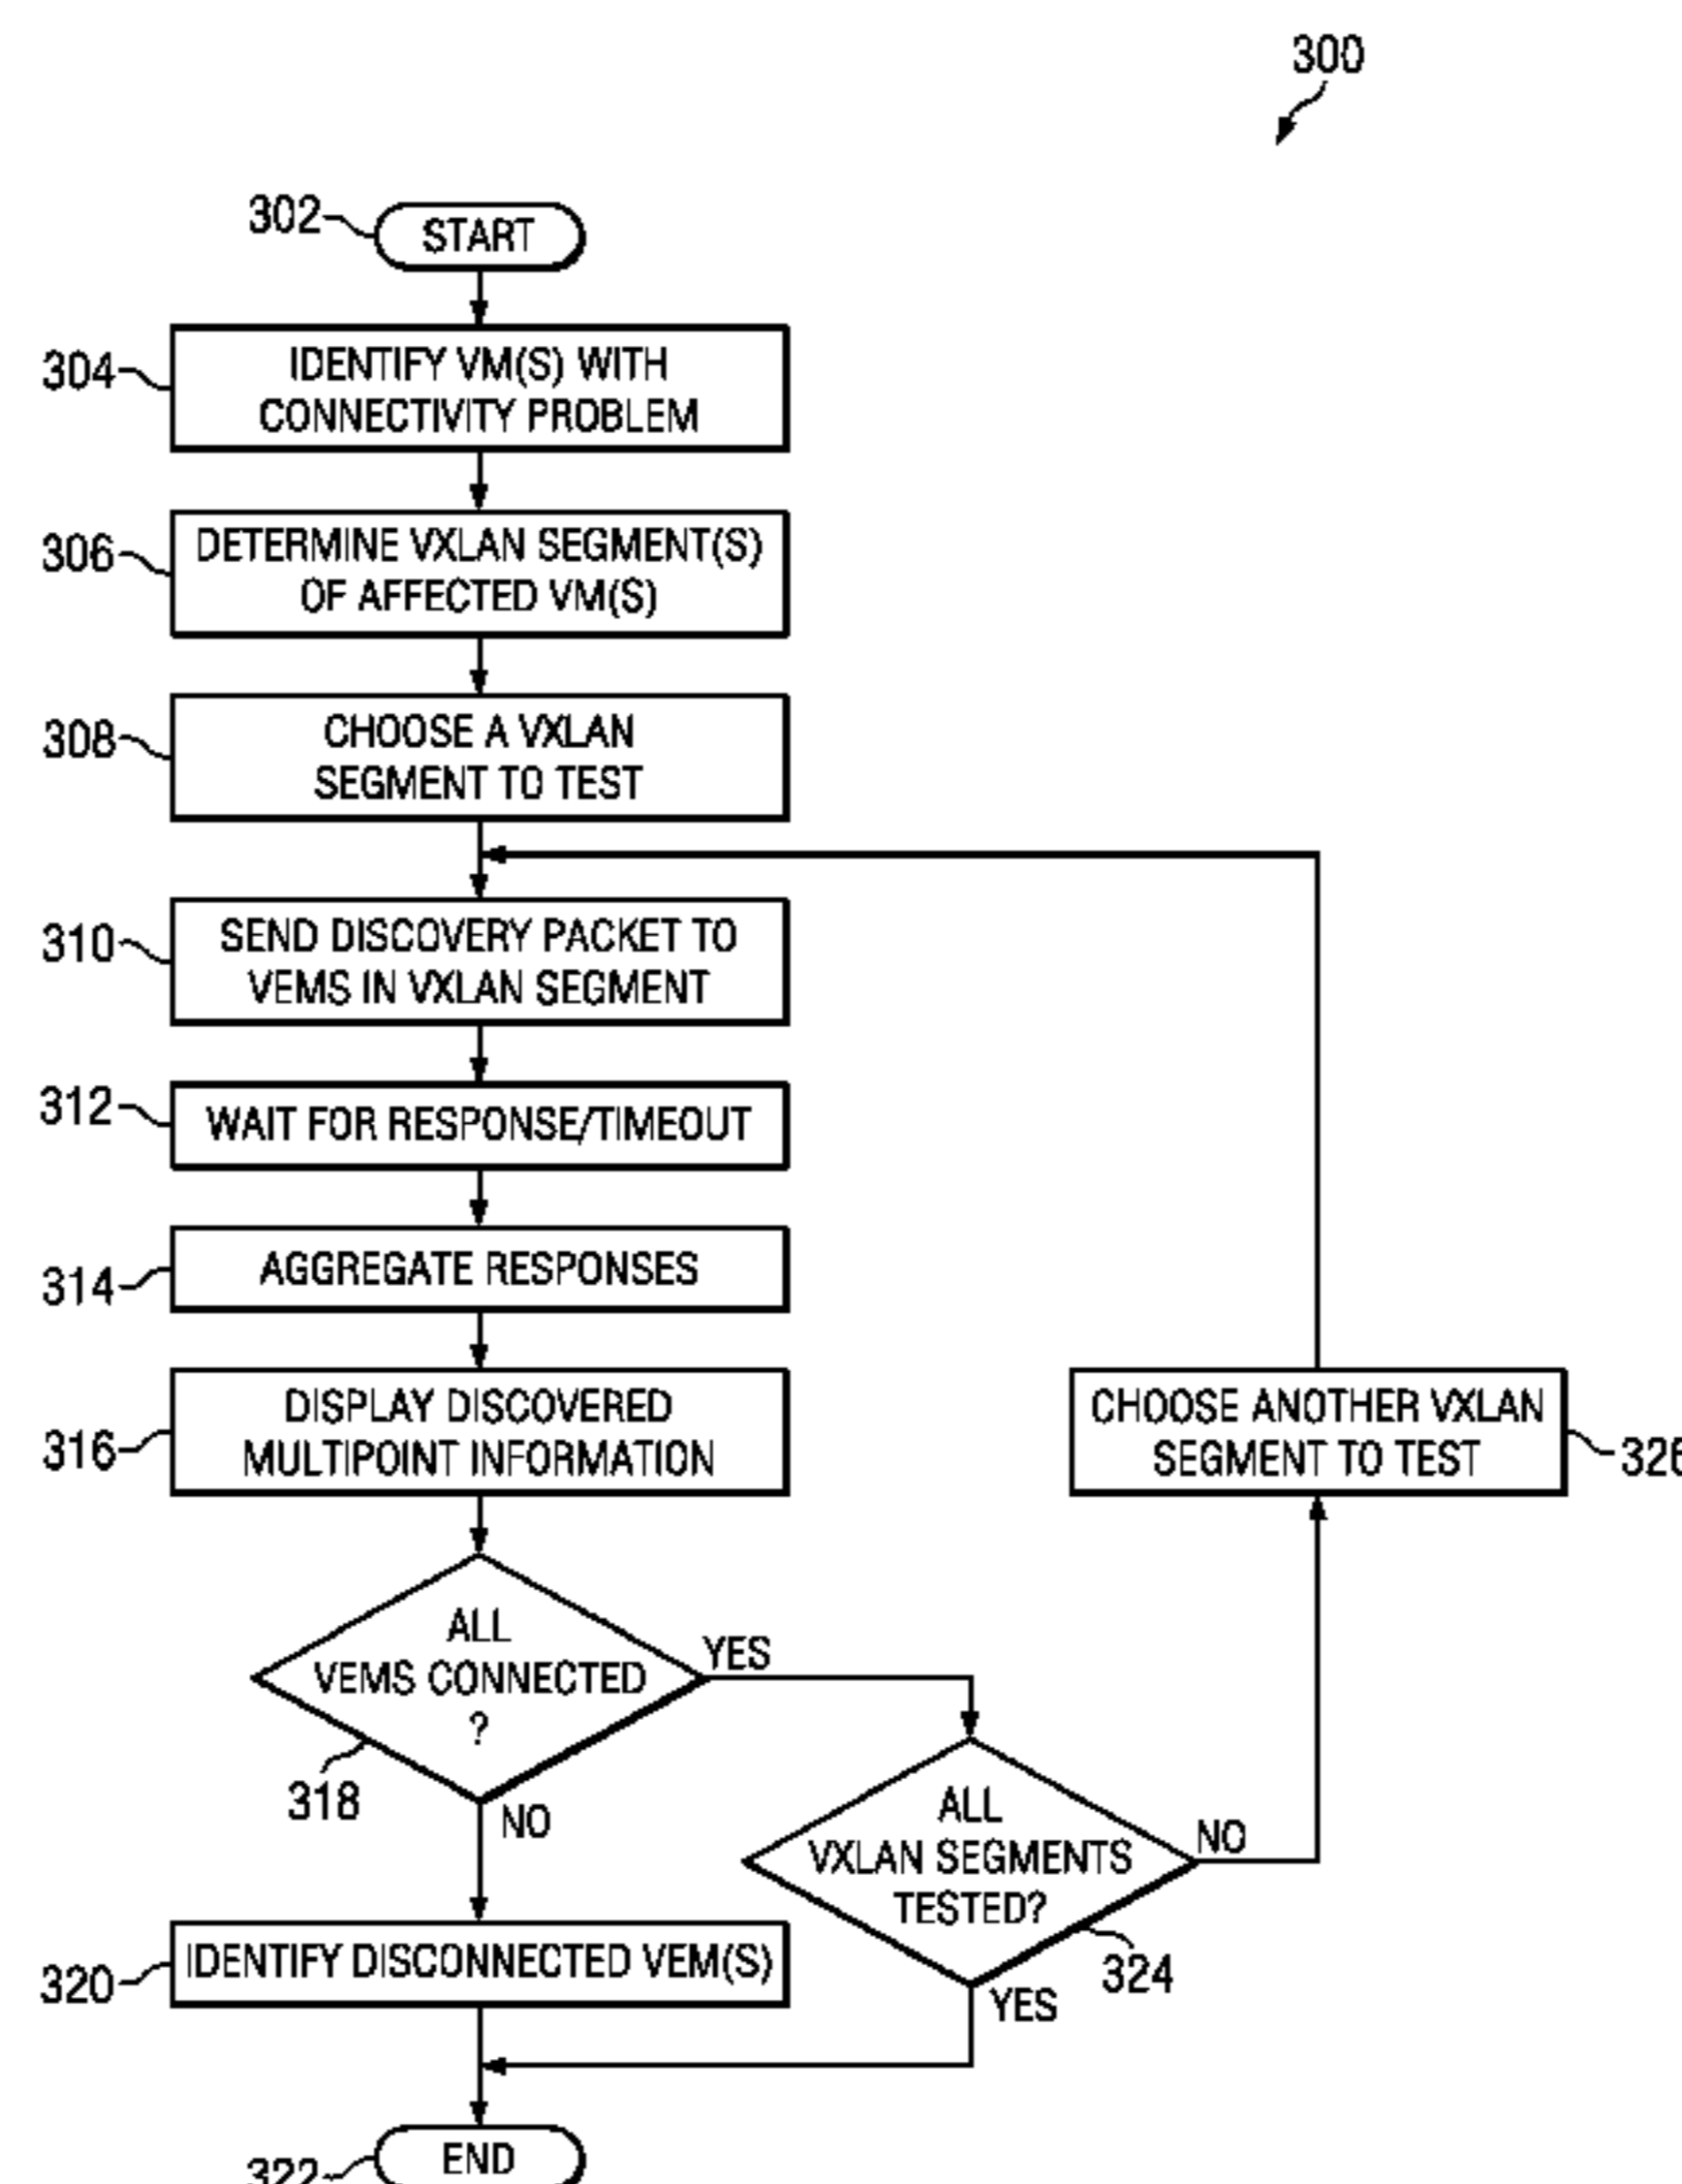 300
302
START
304
IDENTIFY VM(S) WITH
CONNECTIVITY PROBLEM
306
DETERMINE VXLAN SEGMENT(S)
OF AFFECTED VM(S)
308
CHOOSE A VXLAN
SEGMENT TO TEST
310
SEND DISCOVERY PACKET TO
VEMS IN VXLAN SEGMENT
312
WAIT FOR RESPONSE/TIMEOUT
314
AGGREGATE RESPONSES
316
DISPLAY DISCOVERED
MULTIPOINT INFORMATION
CHOOSE ANOTHER VXLAN
SEGMENT TO TEST
326
ALL
VEMS CONNECTED
?
YES
318
NO
ALL
VXLAN SEGMENTS
TESTED?
NO
324
YES
320
IDENTIFY DISCONNECTED VEM(S)
322
END